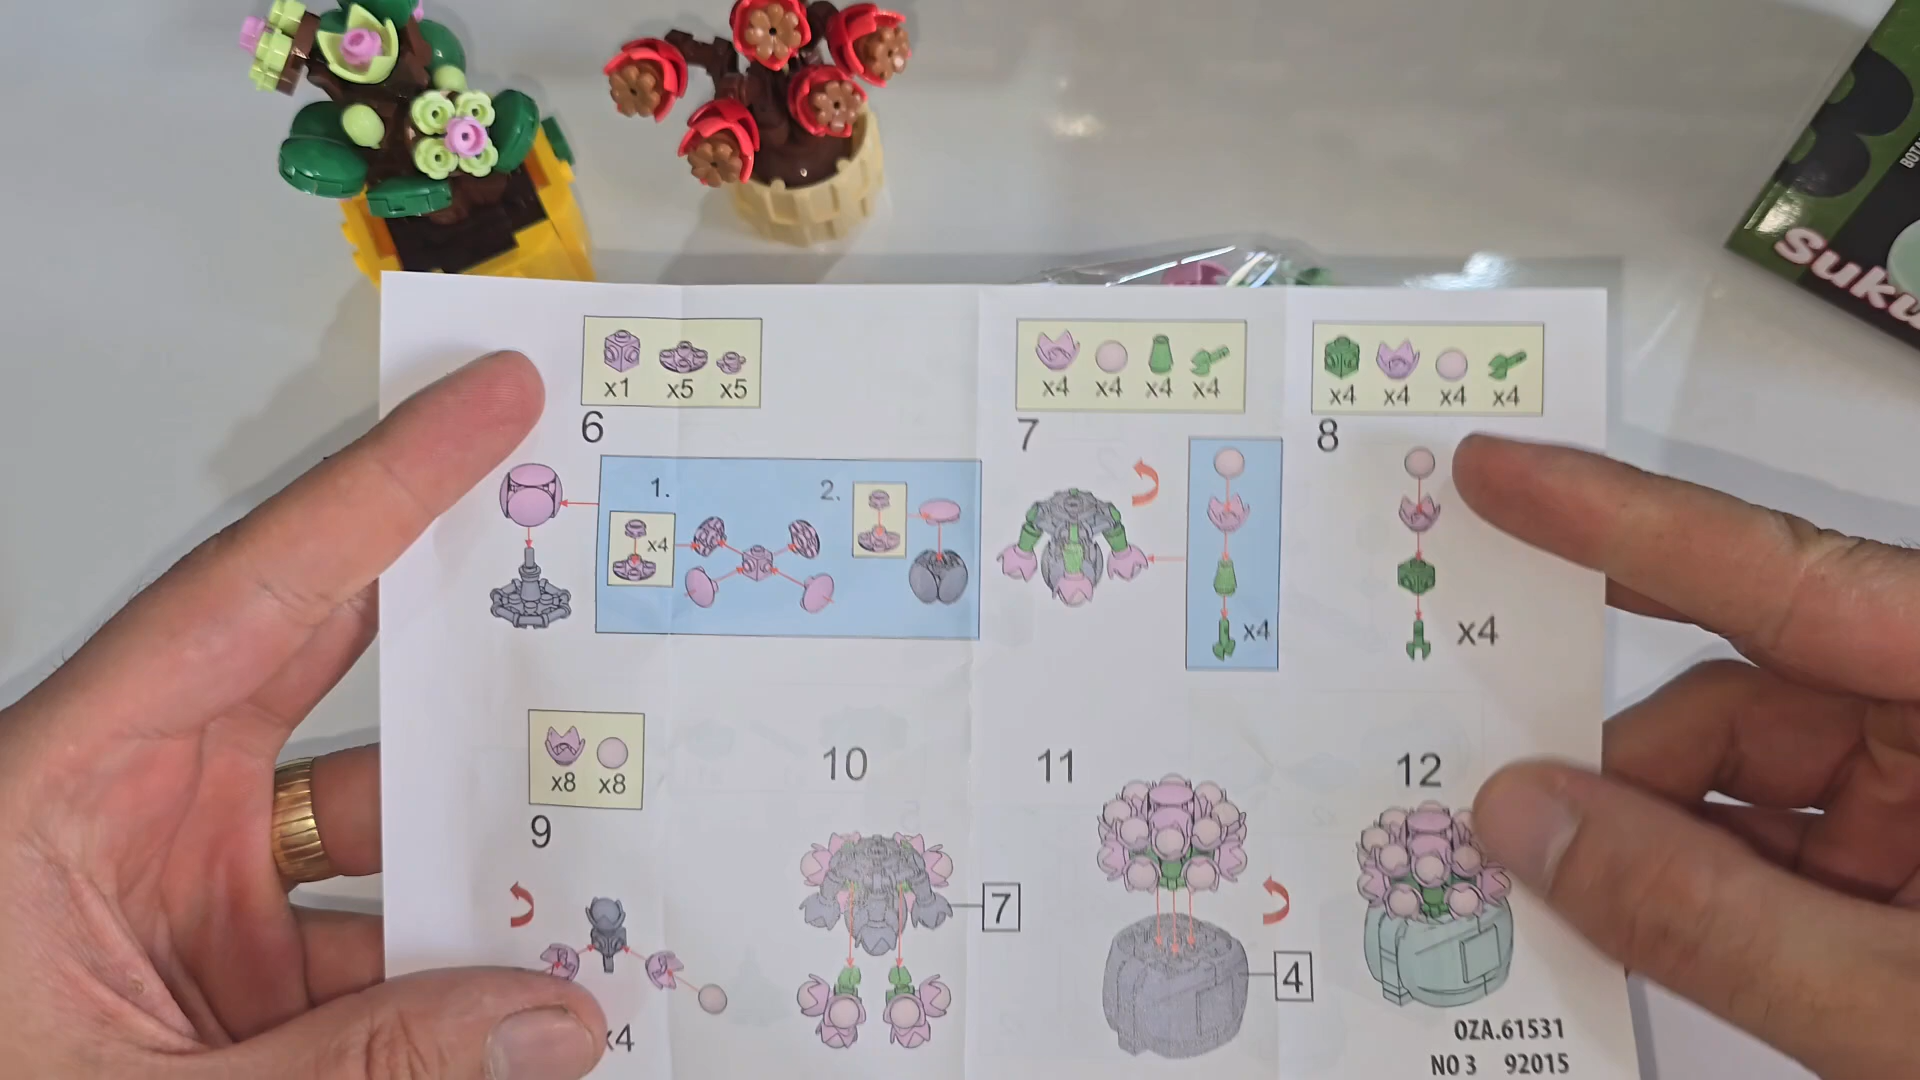 x1 x5 x5
6
1.
x4
2.
x4 x4 x4 x4
7
x4
x4 x4 x4 x4
8
x4
x8 x8
9
x4
10
7
11
4
12
OZA.61531
NO 3 92015
Suku